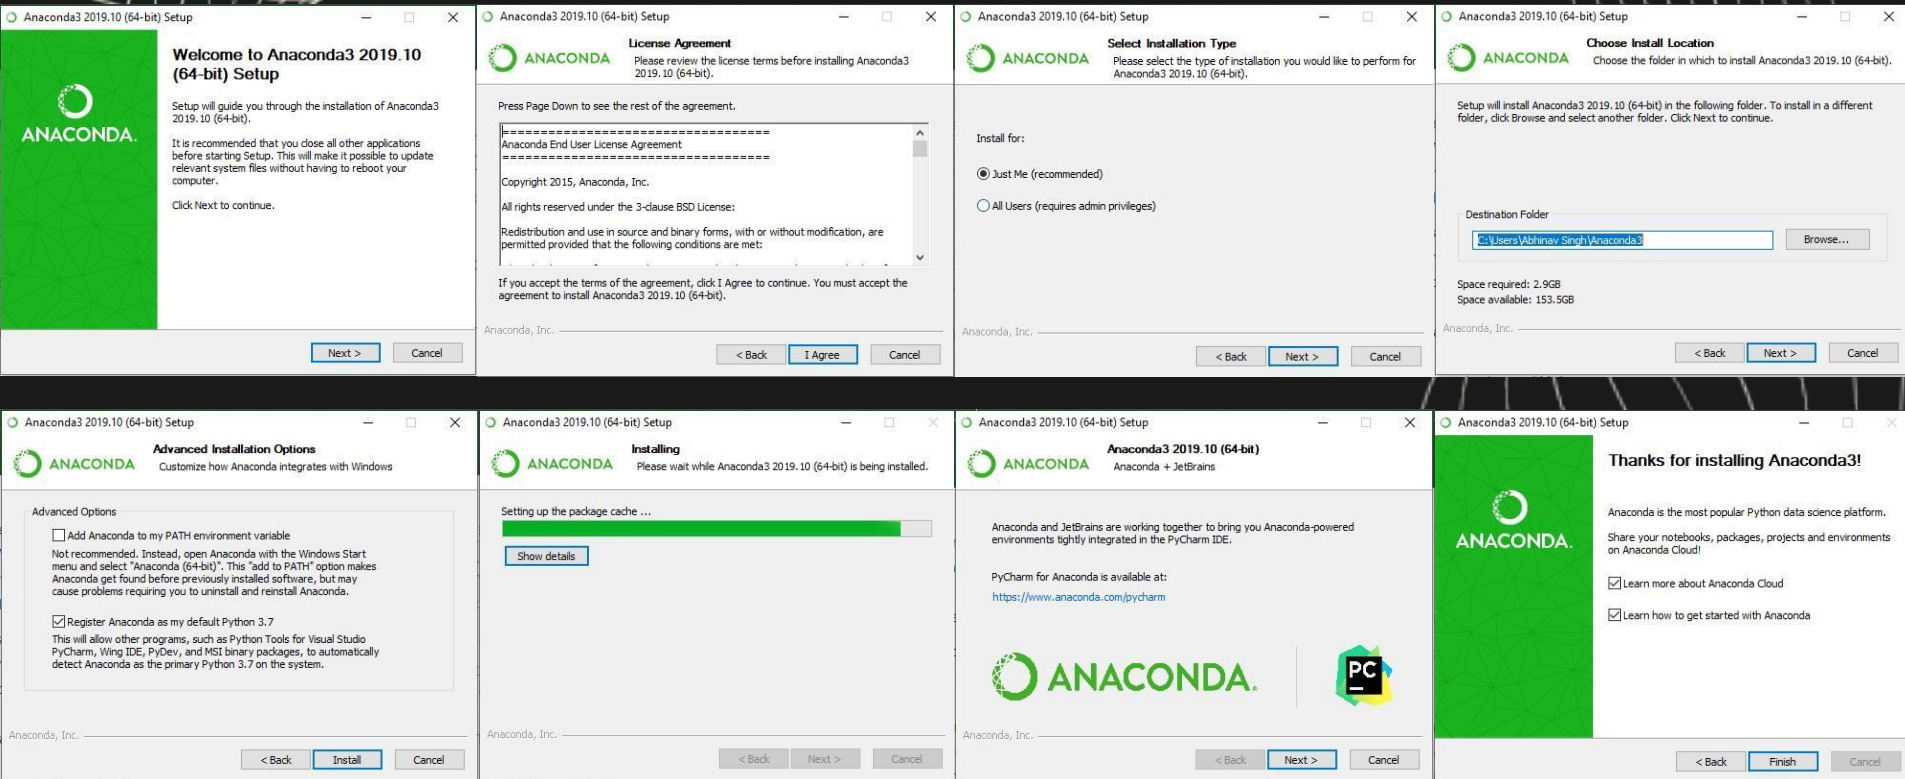 Anaconda3 2019.10 (64-bit) Setup
Welcome to Anaconda3 2019.10
(64-bit) Setup
ANACONDA.
Setup will guide you through the installation of Anaconda3
2019.10 (64-bit).
It is recommended that you close all other applications
before starting Setup. This will make it possible to update
relevant system files without having to reboot your
computer.
Click Next to continue.
Next >
Cancel
Anaconda3 2019.10 (64-bit) Setup
ANACONDA
License Agreement
Please review the license terms before installing Anaconda3
2019.10 (64-bit).
Press Page Down to see the rest of the agreement.
===================================
Anaconda End User License Agreement
===================================
Copyright 2015, Anaconda, Inc.
All rights reserved under the 3-clause BSD License:
Redistribution and use in source and binary forms, with or without modification, are
permitted provided that the following conditions are met:
If you accept the terms of the agreement, click I Agree to continue. You must accept the
agreement to install Anaconda3 2019.10 (64-bit).
Anaconda, Inc.
< Back
I Agree
Cancel
Anaconda3 2019.10 (64-bit) Setup
ANACONDA
Select Installation Type
Please select the type of installation you would like to perform for
Anaconda3 2019.10 (64-bit).
Install for:
Just Me (recommended)
All Users (requires admin privileges)
Anaconda, Inc.
< Back
Next >
Cancel
Anaconda3 2019.10 (64-bit) Setup
ANACONDA
Choose Install Location
Choose the folder in which to install Anaconda3 2019.10 (64-bit).
Setup will install Anaconda3 2019.10 (64-bit) in the following folder. To install in a different
folder, click Browse and select another folder. Click Next to continue.
Destination Folder
C:\Users\Abhinav Singh\Anaconda3
Browse...
Space required: 2.9GB
Space available: 153.5GB
Anaconda, Inc.
< Back
Next >
Cancel
Anaconda3 2019.10 (64-bit) Setup
ANACONDA
Advanced Installation Options
Customize how Anaconda integrates with Windows
Advanced Options
Add Anaconda to my PATH environment variable
Not recommended. Instead, open Anaconda with the Windows Start
menu and select "Anaconda (64-bit)". This "add to PATH" option makes
Anaconda get found before previously installed software, but may
cause problems requiring you to uninstall and reinstall Anaconda.
Register Anaconda as my default Python 3.7
This will allow other programs, such as Python Tools for Visual Studio
PyCharm, Wing IDE, PyDev, and MSI binary packages, to automatically
detect Anaconda as the primary Python 3.7 on the system.
Anaconda, Inc.
< Back
Install
Cancel
Anaconda3 2019.10 (64-bit) Setup
ANACONDA
Installing
Please wait while Anaconda3 2019.10 (64-bit) is being installed.
Setting up the package cache ...
Show details
Anaconda, Inc.
< Back
Next >
Cancel
Anaconda3 2019.10 (64-bit) Setup
ANACONDA
Anaconda3 2019.10 (64-bit)
Anaconda + JetBrains
Anaconda and JetBrains are working together to bring you Anaconda-powered
environments tightly integrated in the PyCharm IDE.
PyCharm for Anaconda is available at:
https://www.anaconda.com/pycharm
ANACONDA.
PC
Anaconda, Inc.
< Back
Next >
Cancel
Anaconda3 2019.10 (64-bit) Setup
Thanks for installing Anaconda3!
ANACONDA.
Anaconda is the most popular Python data science platform.
Share your notebooks, packages, projects and environments
on Anaconda Cloud!
Learn more about Anaconda Cloud
Learn how to get started with Anaconda
< Back
Finish
Cancel